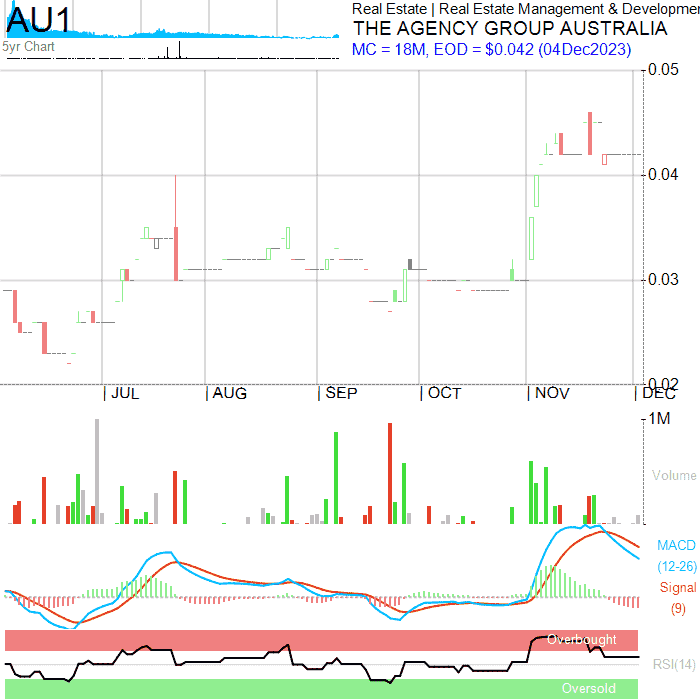 AU1
5yr Chart
Real Estate | Real Estate Management & Developmen
THE AGENCY GROUP AUSTRALIA
MC = 18M, EOD = $0.042 (04Dec2023)
0.05
0.04
0.03
0.02
JUL AUG SEP OCT NOV DEC
1M
Volume
MACD
(12-26)
Signal
(9)
Overbought
RSI(14)
Oversold